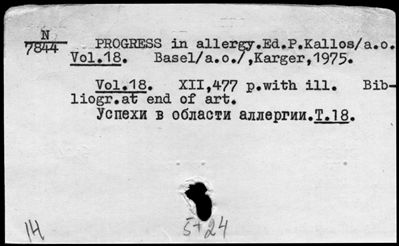 N
7844
PROGRESS in allergy.Ed.P.Kallos/a.o.
Vol.18. Basel/a.o./,Karger,1975.
Vol.18. XII,477 p.with ill. Bib-
liogr.at end of art.
Успехи в области аллергии.Т.18.
14 5+24